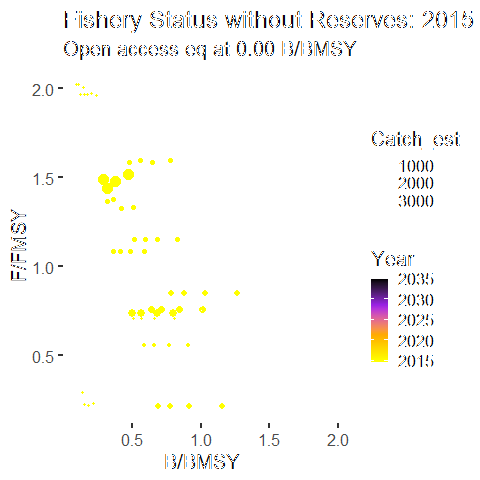 Fishery Status without Reserves: 2015
Open access eq at 0.00 B/BMSY
2.0
1.5
1.0
0.5
F/FMSY
0.5 1.0 1.5 2.0
B/BMSY
Catch_est
1000
2000
3000
Year
2035
2030
2025
2020
2015